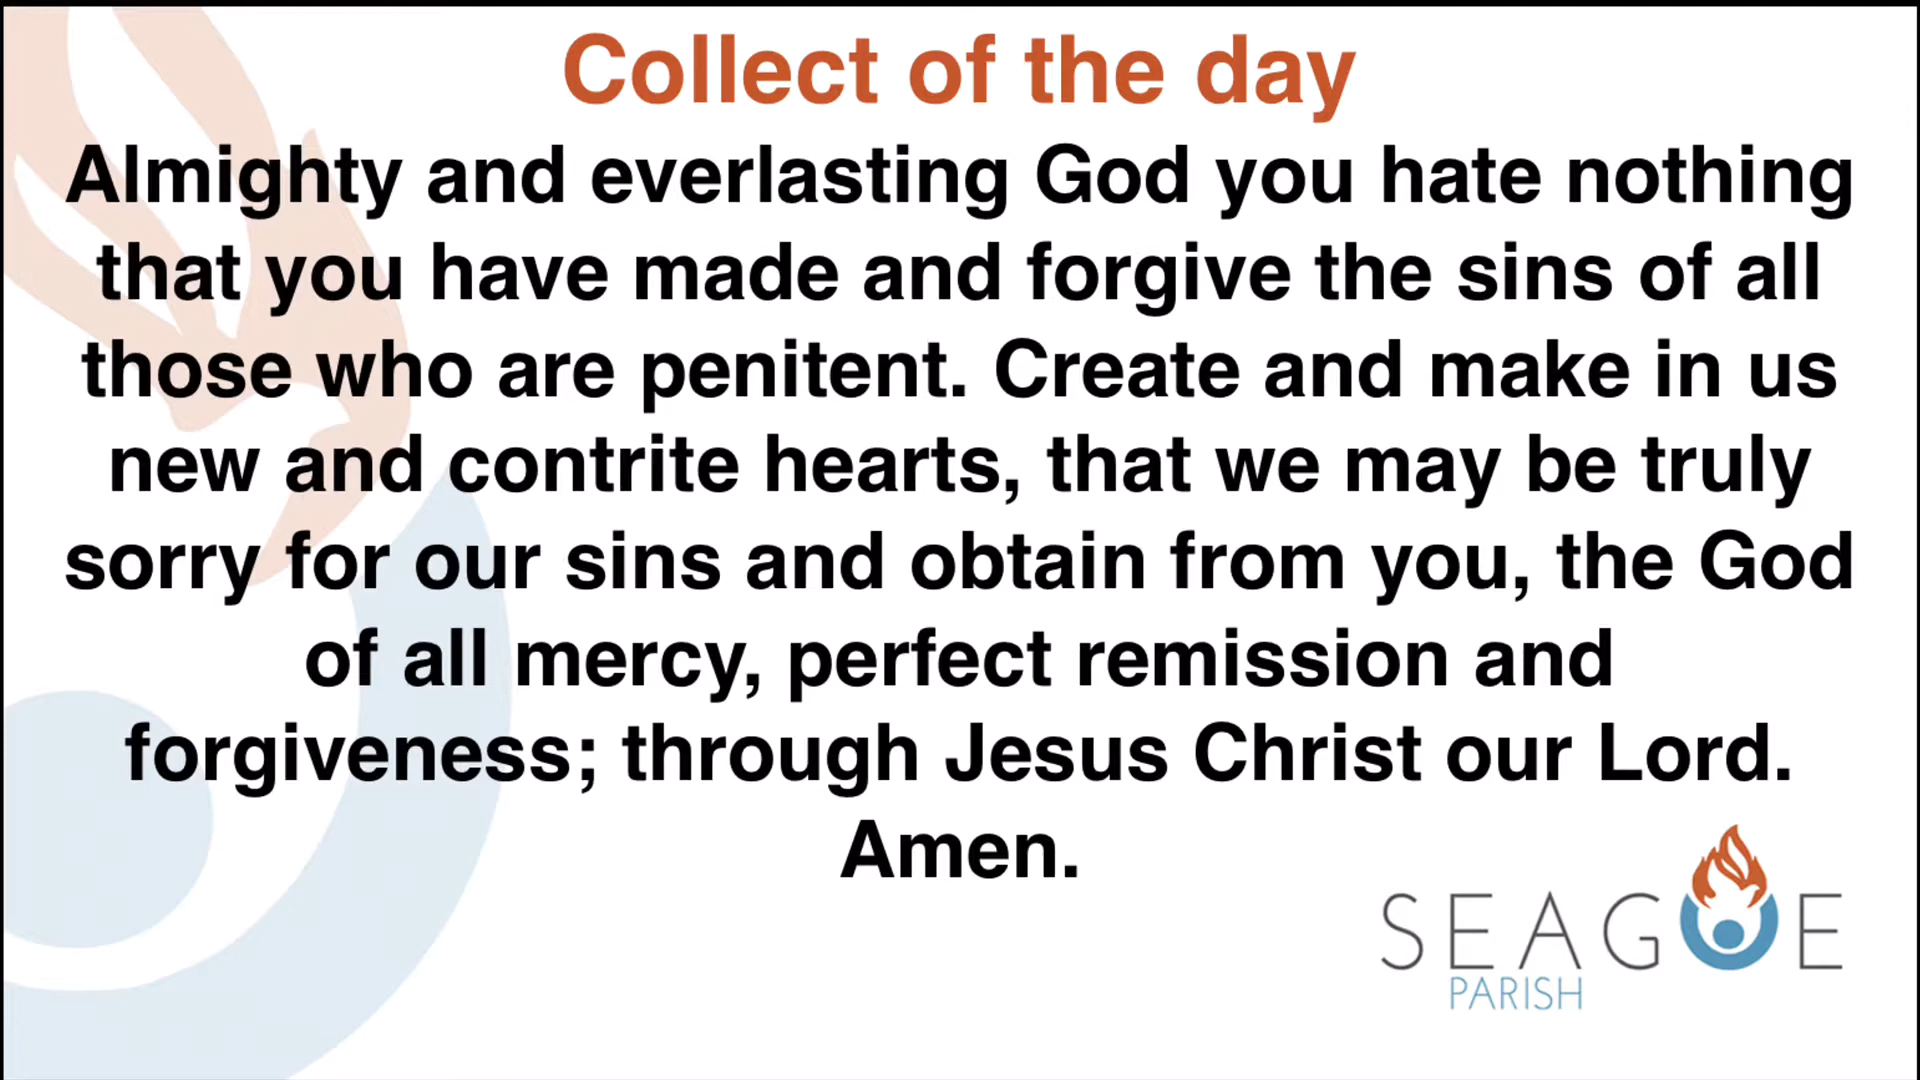 Collect of the day
Almighty and everlasting God you hate nothing
that you have made and forgive the sins of all
those who are penitent. Create and make in us
new and contrite hearts, that we may be truly
sorry for our sins and obtain from you, the God
of all mercy, perfect remission and
forgiveness; through Jesus Christ our Lord.
Amen.
SEAGOE
PARISH